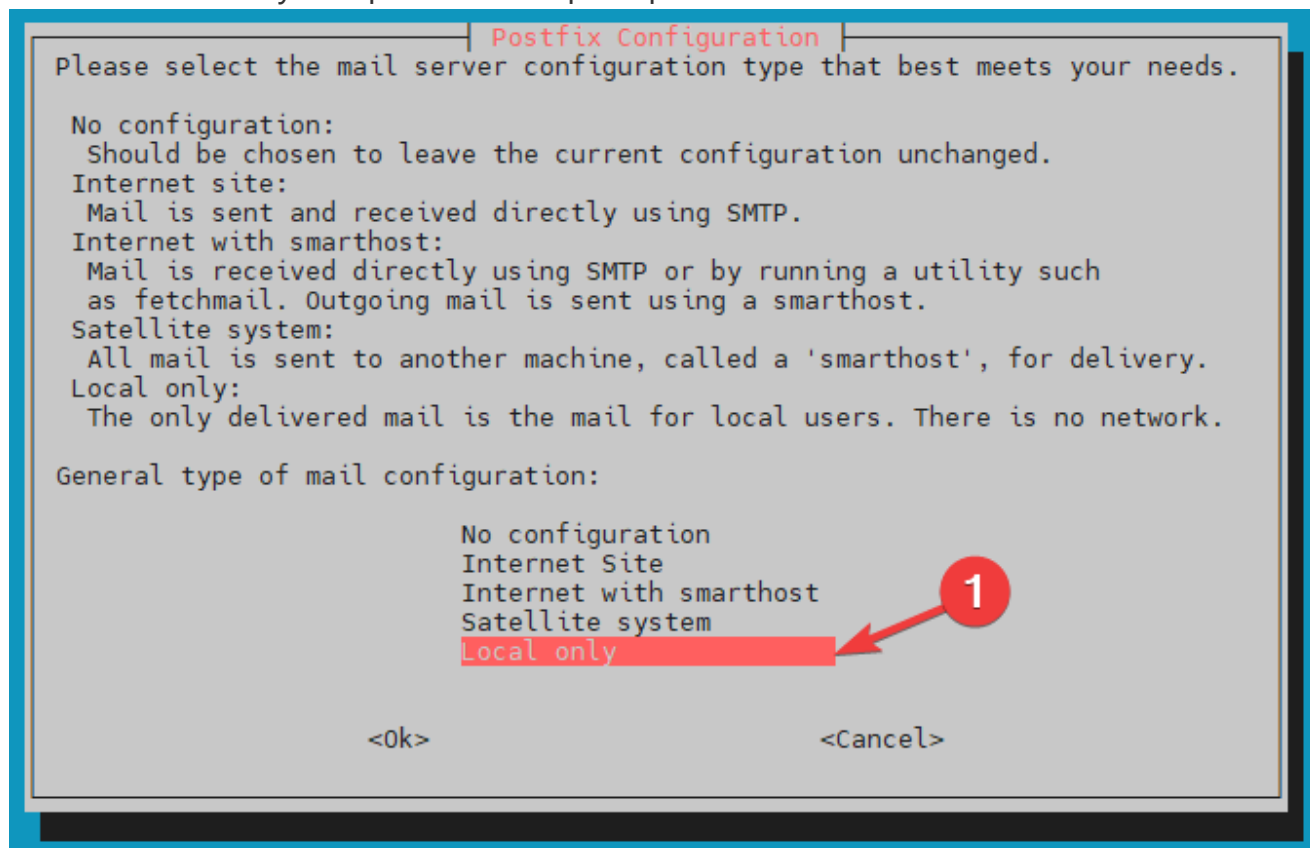 Postfix Configuration
Please select the mail server configuration type that best meets your needs.
No configuration:
Should be chosen to leave the current configuration unchanged.
Internet site:
Mail is sent and received directly using SMTP.
Internet with smarthost:
Mail is received directly using SMTP or by running a utility such
as fetchmail. Outgoing mail is sent using a smarthost.
Satellite system:
All mail is sent to another machine, called a 'smarthost', for delivery.
Local only:
The only delivered mail is the mail for local users. There is no network.
General type of mail configuration:
No configuration
Internet Site
Internet with smarthost
1
Satellite system
Local only
<Ok> <Cancel>